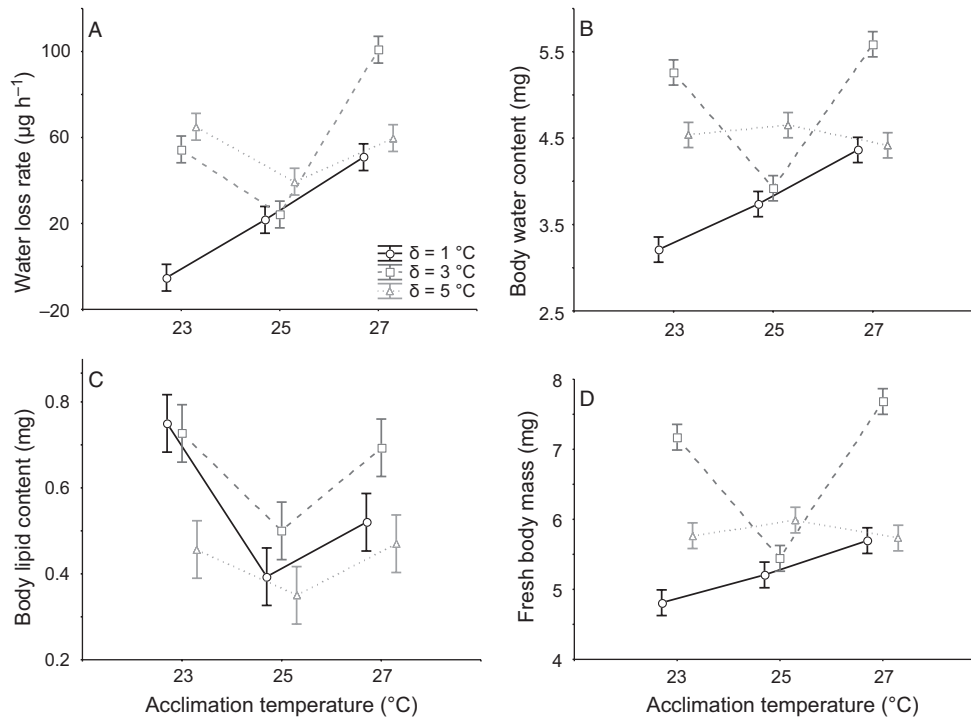 A
Water loss rate (µg h⁻¹)
100
60
20
–20
23
25
27
δ = 1 °C
δ = 3 °C
δ = 5 °C
B
Body water content (mg)
5.5
4.5
3.5
2.5
23
25
27
C
Body lipid content (mg)
0.8
0.6
0.4
0.2
23
25
27
Acclimation temperature (°C)
D
Fresh body mass (mg)
8
7
6
5
4
23
25
27
Acclimation temperature (°C)